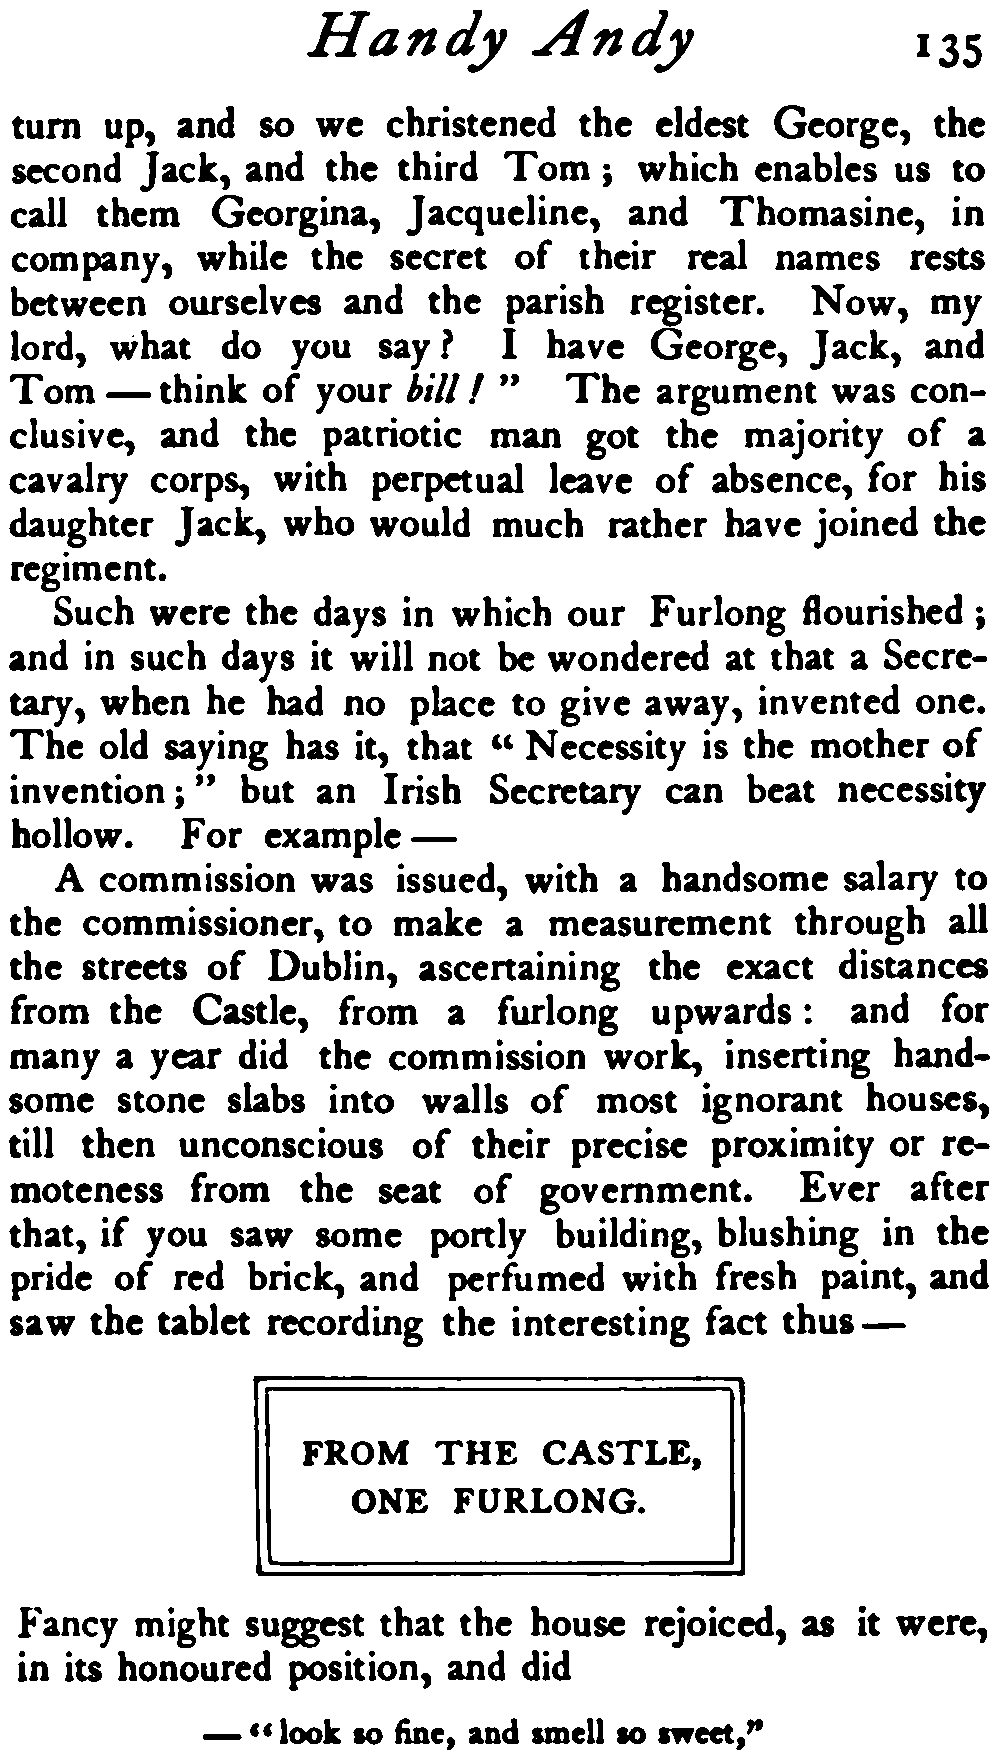 Handy Andy 135
turn up, and so we christened the eldest George, the
second Jack, and the third Tom ; which enables us to
call them Georgina, Jacqueline, and Thomasine, in
company, while the secret of their real names rests
between ourselves and the parish register. Now, my
lord, what do you say ? I have George, Jack, and
Tom — think of your bill ! ” The argument was con-
clusive, and the patriotic man got the majority of a
cavalry corps, with perpetual leave of absence, for his
daughter Jack, who would much rather have joined the
regiment.
Such were the days in which our Furlong flourished ;
and in such days it will not be wondered at that a Secre-
tary, when he had no place to give away, invented one.
The old saying has it, that “ Necessity is the mother of
invention ; ” but an Irish Secretary can beat necessity
hollow. For example —
A commission was issued, with a handsome salary to
the commissioner, to make a measurement through all
the streets of Dublin, ascertaining the exact distances
from the Castle, from a furlong upwards : and for
many a year did the commission work, inserting hand-
some stone slabs into walls of most ignorant houses,
till then unconscious of their precise proximity or re-
moteness from the seat of government. Ever after
that, if you saw some portly building, blushing in the
pride of red brick, and perfumed with fresh paint, and
saw the tablet recording the interesting fact thus —
FROM THE CASTLE,
ONE FURLONG.
Fancy might suggest that the house rejoiced, as it were,
in its honoured position, and did
— “ look so fine, and smell so sweet,”